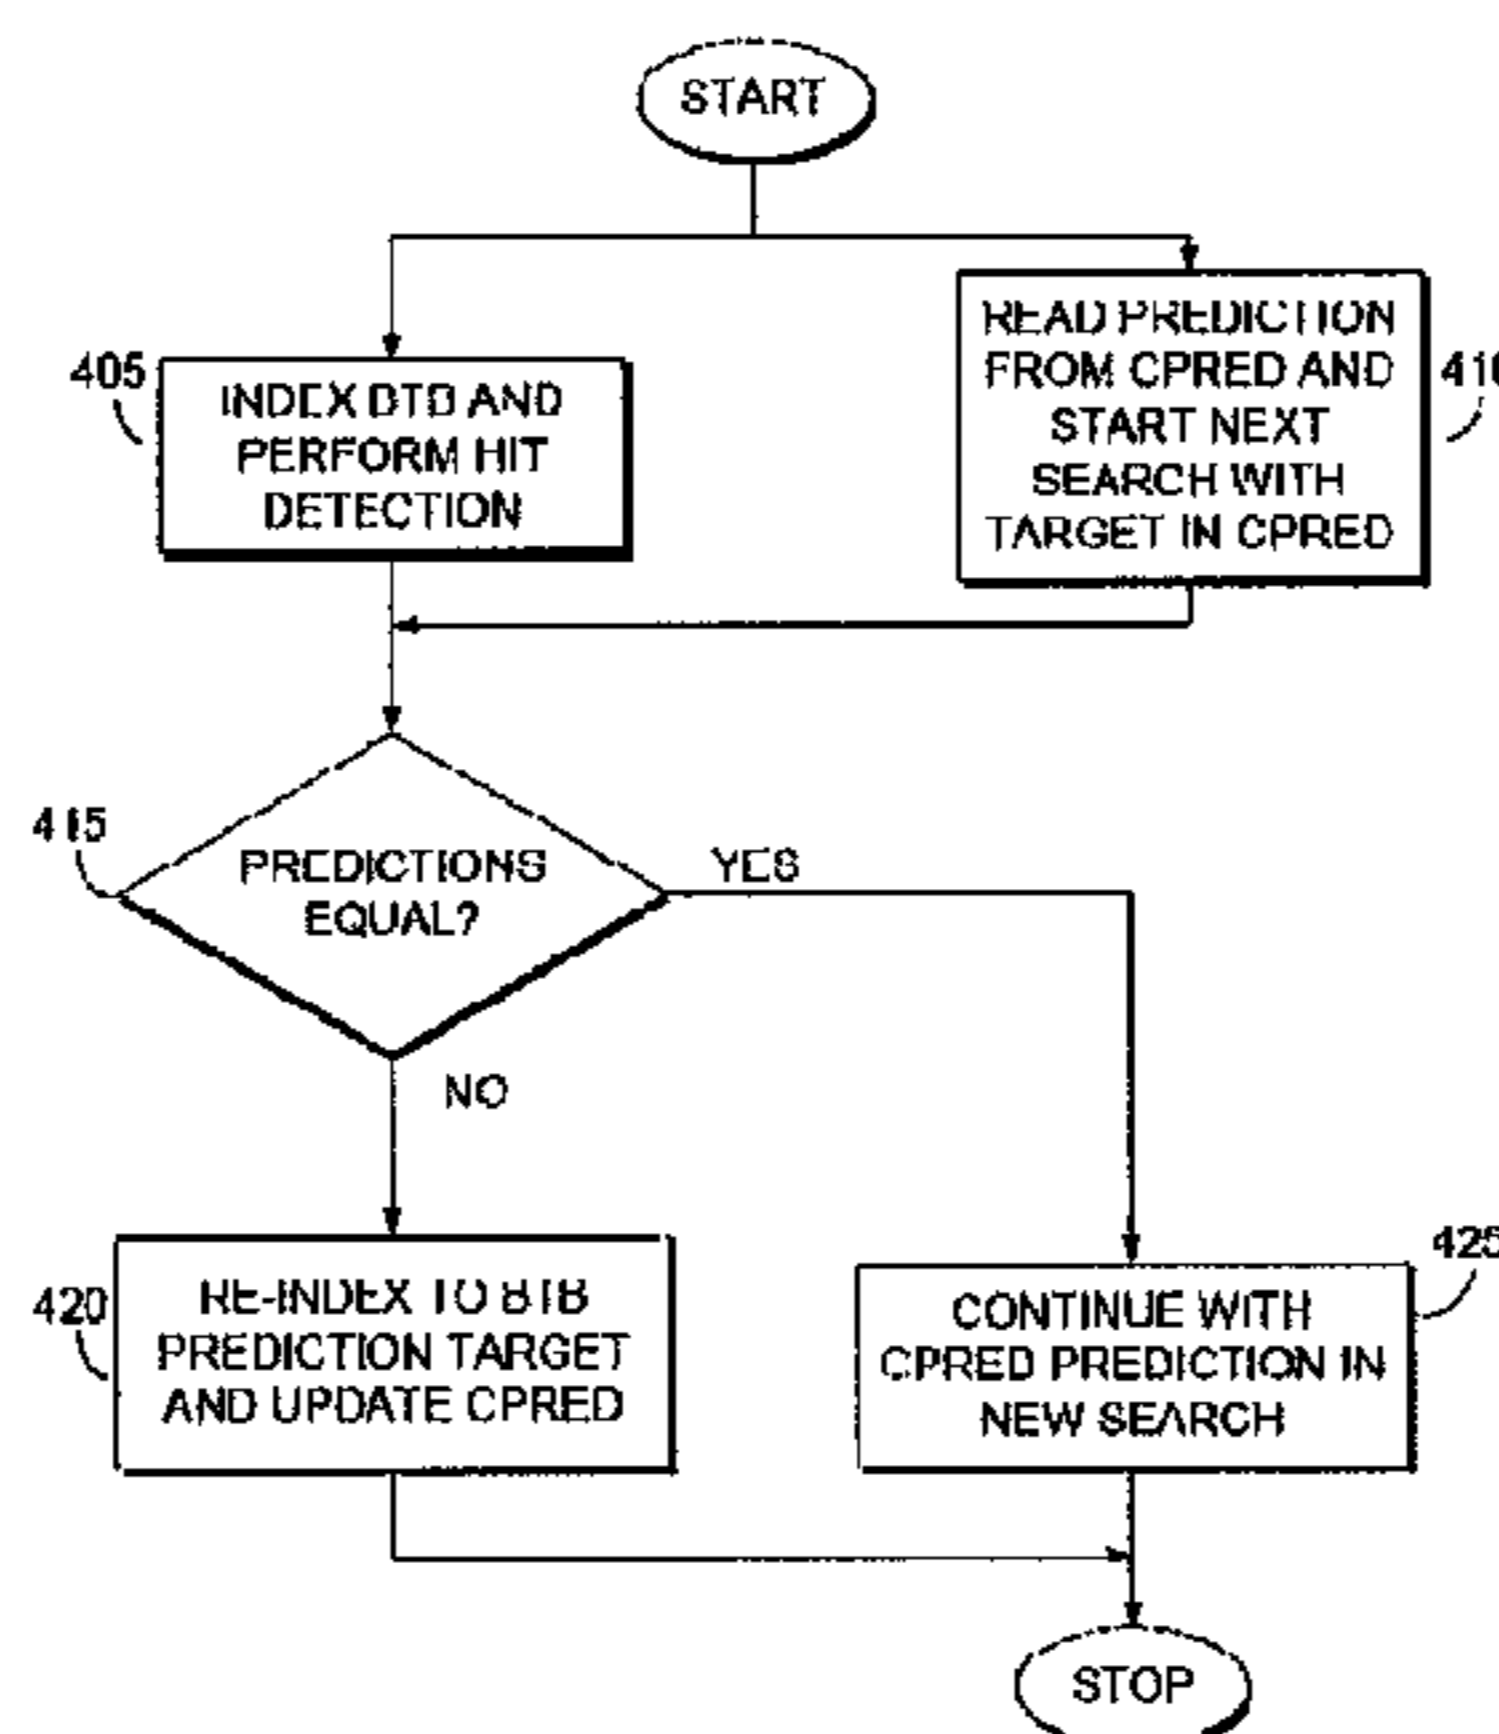 START
405
INDEX BTB AND
PERFORM HIT
DETECTION
READ PREDICTION
FROM CPRED AND
START NEXT
SEARCH WITH
TARGET IN CPRED
410
415
PREDICTIONS
EQUAL?
YES
NO
420
RE-INDEX TO BTB
PREDICTION TARGET
AND UPDATE CPRED
CONTINUE WITH
CPRED PREDICTION IN
NEW SEARCH
425
STOP